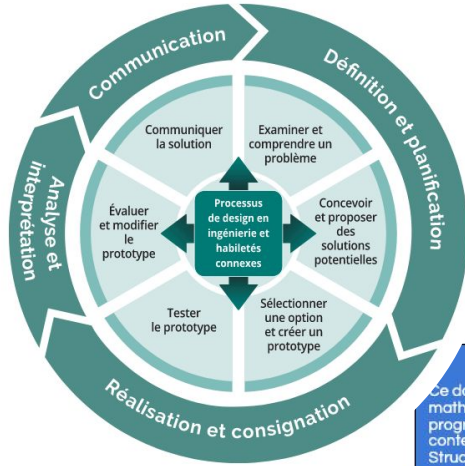 Communication
Définition et planification
Réalisation et consignation
Analyse et
interprétation
Examiner et
comprendre un
problème
Concevoir
et proposer
des
solutions
potentielles
Sélectionner
une option
et créer un
prototype
Tester
le prototype
Évaluer
et modifier
le
prototype
Communiquer
la solution
Processus
de design en
ingénierie et
habiletés
connexes
Ce do
math
progr
conte
Struc